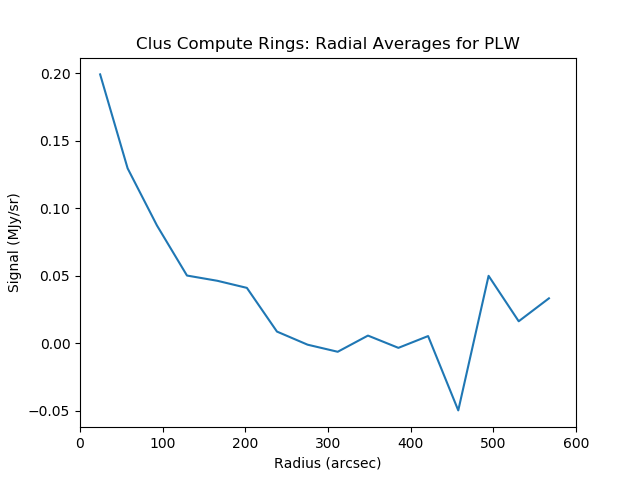 Clus Compute Rings: Radial Averages for PLW
0.20
0.15
0.10
0.05
0.00
−0.05
Signal (MJy/sr)
0 100 200 300 400 500 600
Radius (arcsec)